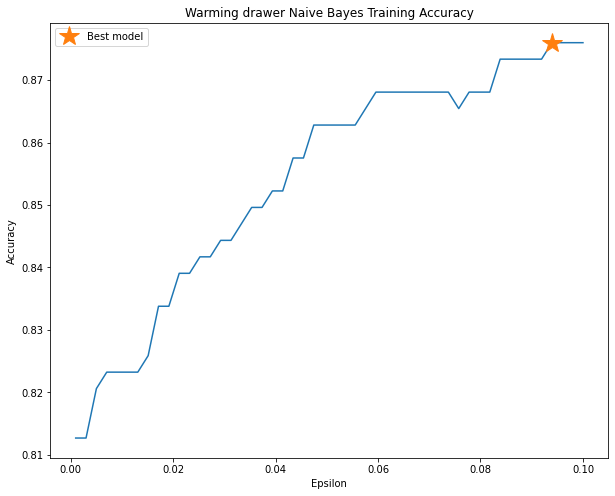 Warming drawer Naive Bayes Training Accuracy
Best model
0.87
0.86
0.85
0.84
0.83
0.82
0.81
Accuracy
0.00 0.02 0.04 0.06 0.08 0.10
Epsilon